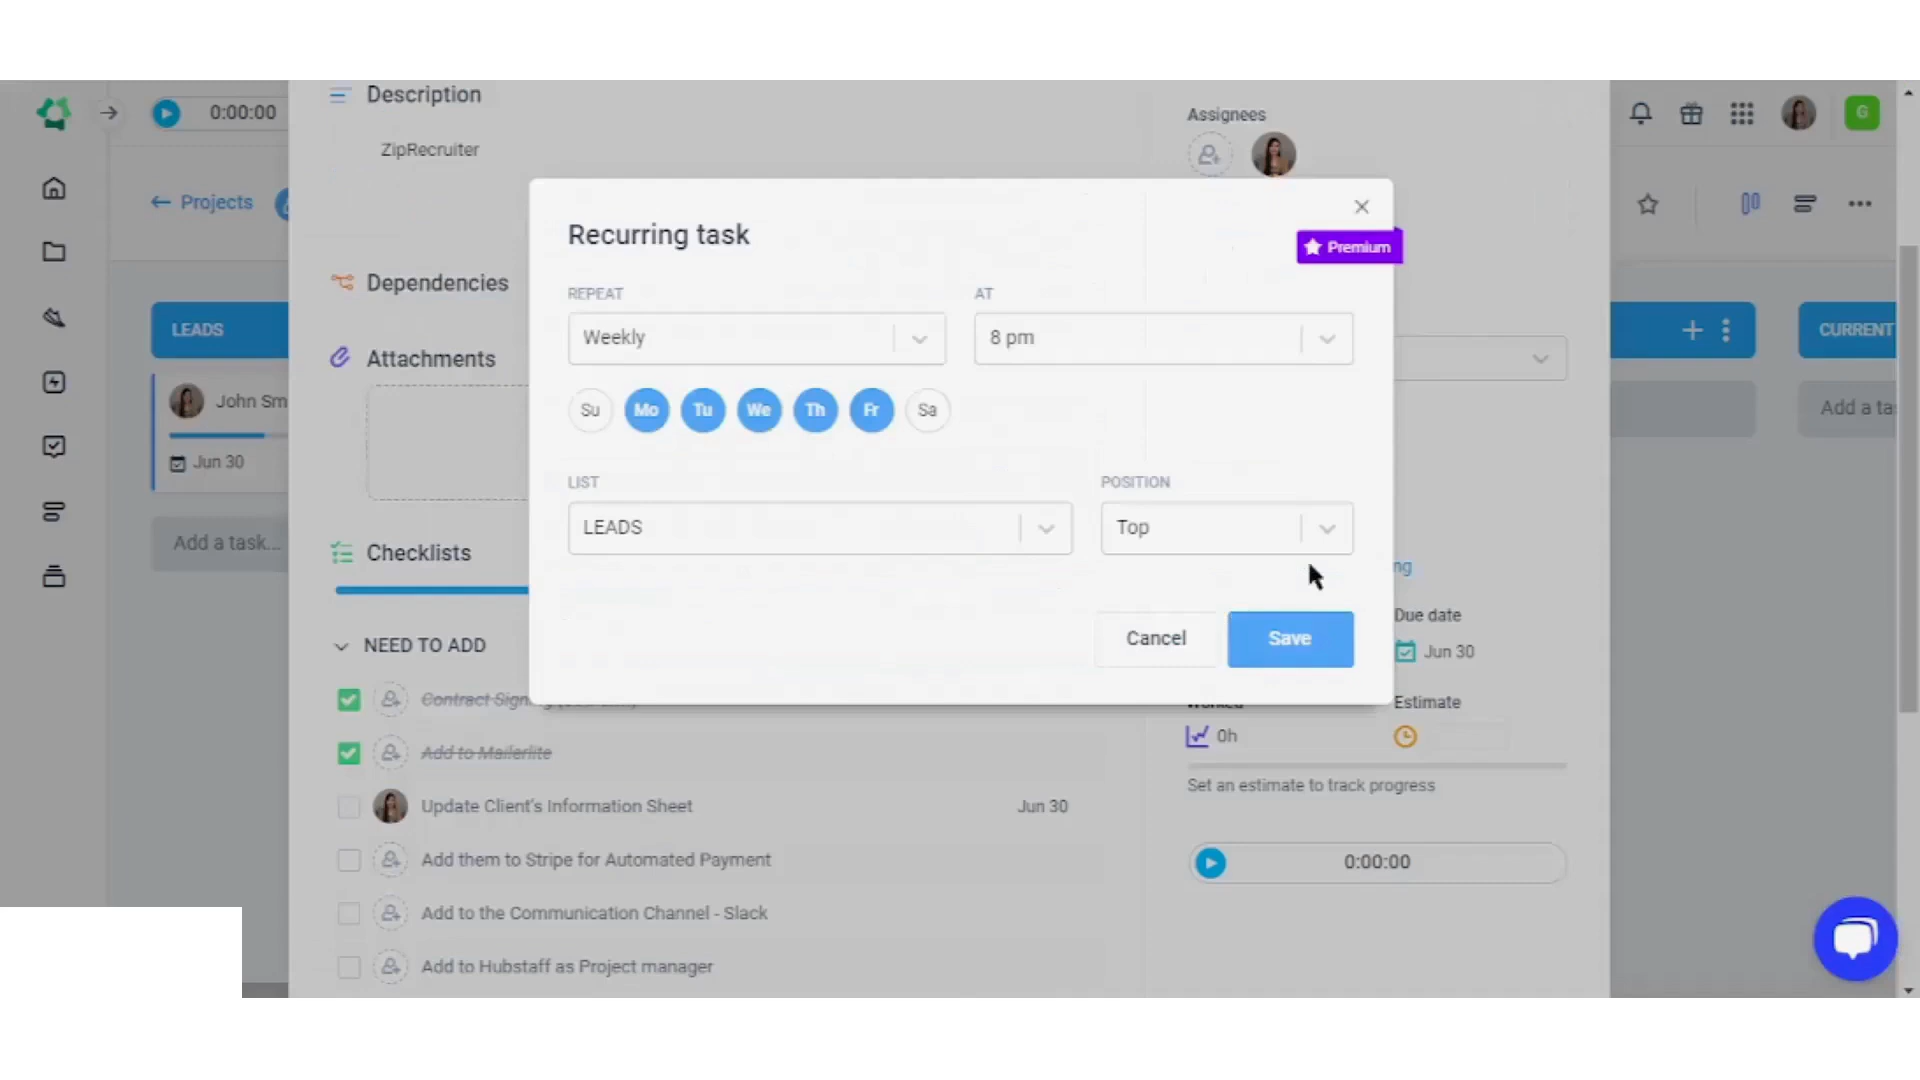 Description
ZipRecruiter
Assignees
0:00:00
G
Projects
Recurring task
Premium
REPEAT
AT
Weekly
8 pm
Su Mo Tu We Th Fr Sa
LIST
POSITION
LEADS
Top
Cancel
Save
Dependencies
Attachments
LEADS
John Sm
Jun 30
Add a task...
CURRENT
Add a ta
Checklists
NEED TO ADD
Contract Sign
Add to Mailerlite
Update Client's Information Sheet
Jun 30
Add them to Stripe for Automated Payment
Add to the Communication Channel - Slack
Add to Hubstaff as Project manager
ng
Due date
Jun 30
Worked
Estimate
0h
Set an estimate to track progress
0:00:00